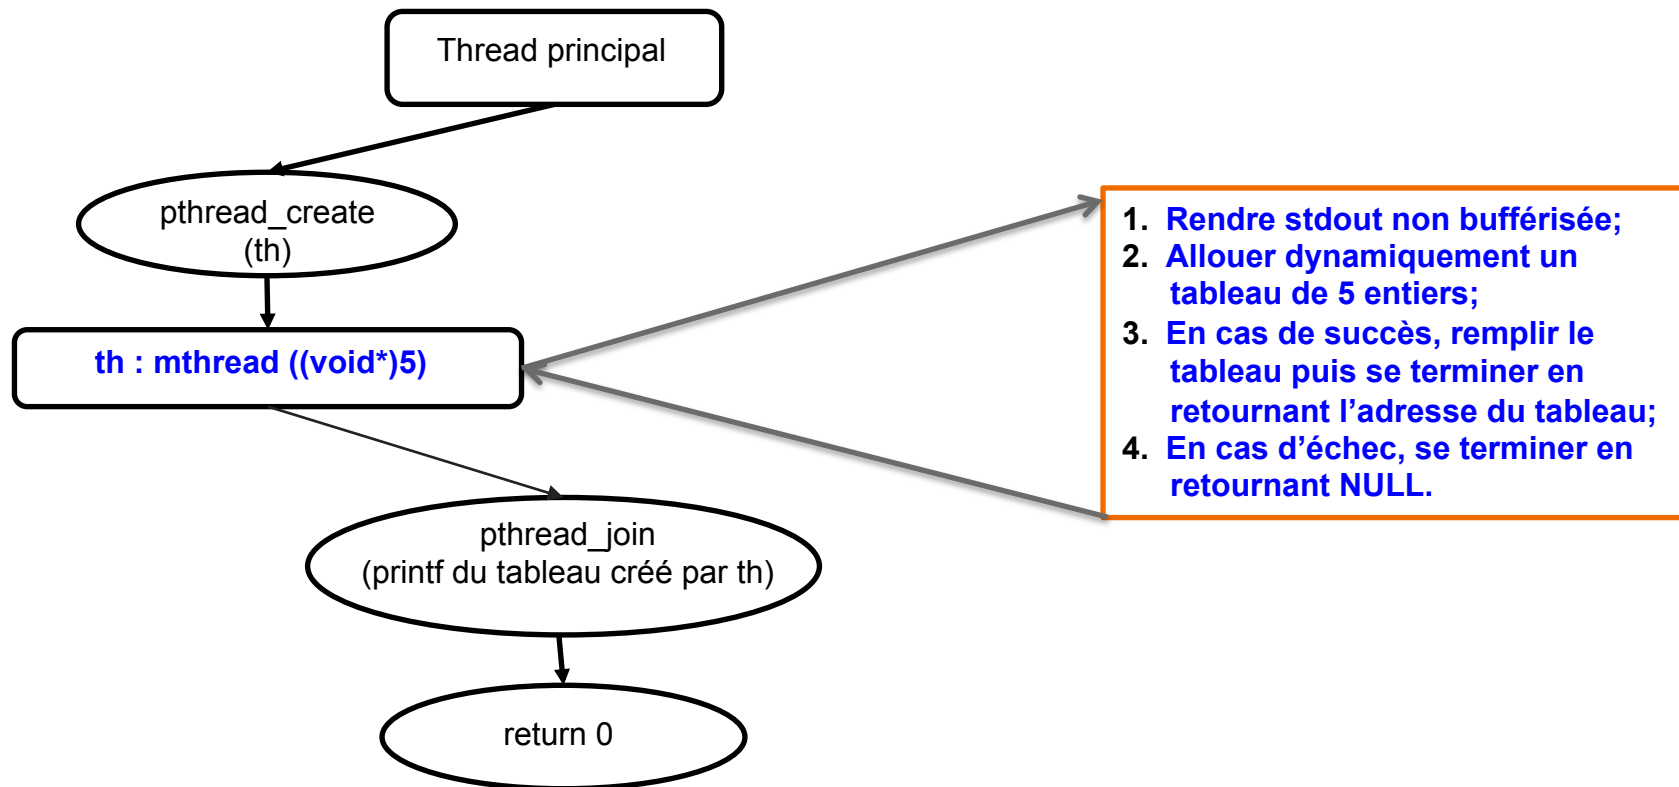 Thread principal
pthread_create
(th)
th : mthread ((void*)5)
1. Rendre stdout non bufférisée;
2. Allouer dynamiquement un
tableau de 5 entiers;
3. En cas de succès, remplir le
tableau puis se terminer en
retournant l’adresse du tableau;
4. En cas d’échec, se terminer en
retournant NULL.
pthread_join
(printf du tableau créé par th)
return 0